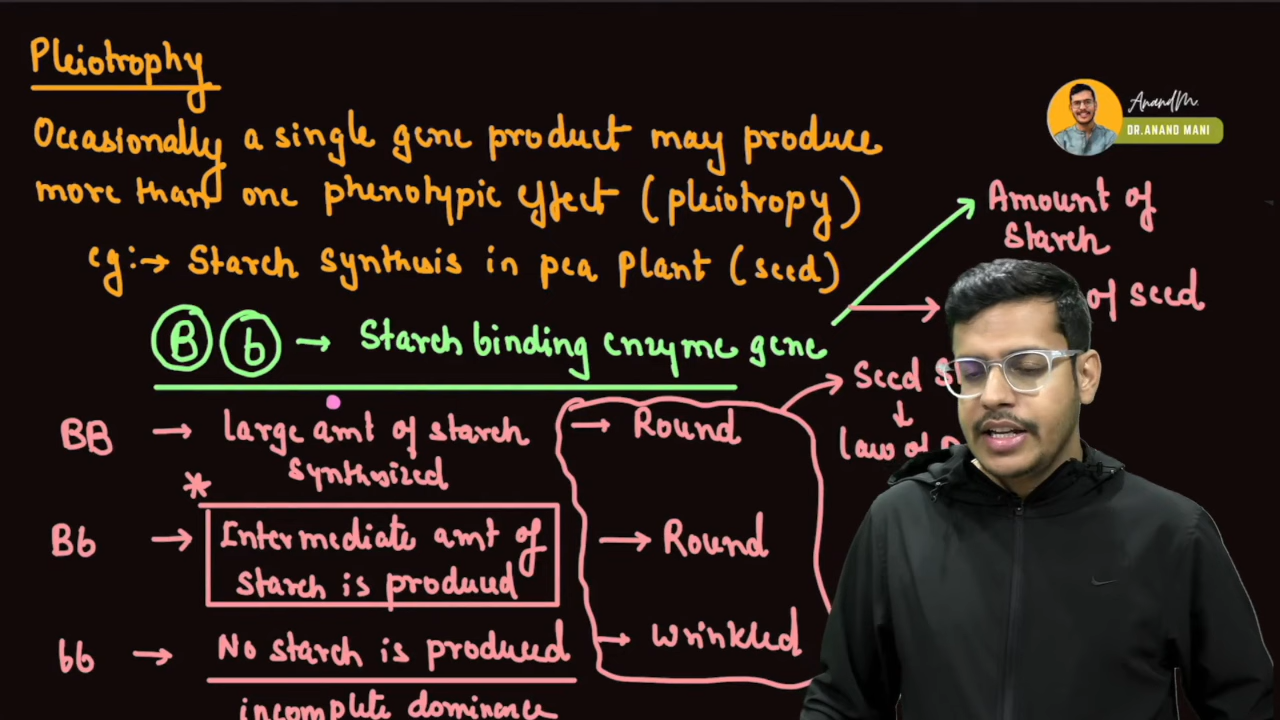 Pleiotrophy
Occasionally a single gene product may produce
more than one phenotypic effect (pleiotropy)
eg:→ Starch synthesis in pea plant (seed)
B b → Starch binding enzyme gene
Amount of
Starch
of seed
Seed
↓
law of
BB → large amt of starch → Round
synthesized
*
Bb → Intermediate amt of → Round
starch is produced
bb → No starch is produced → Wrinkled
incomplete dominance
AnandM.
DR.ANAND MANI